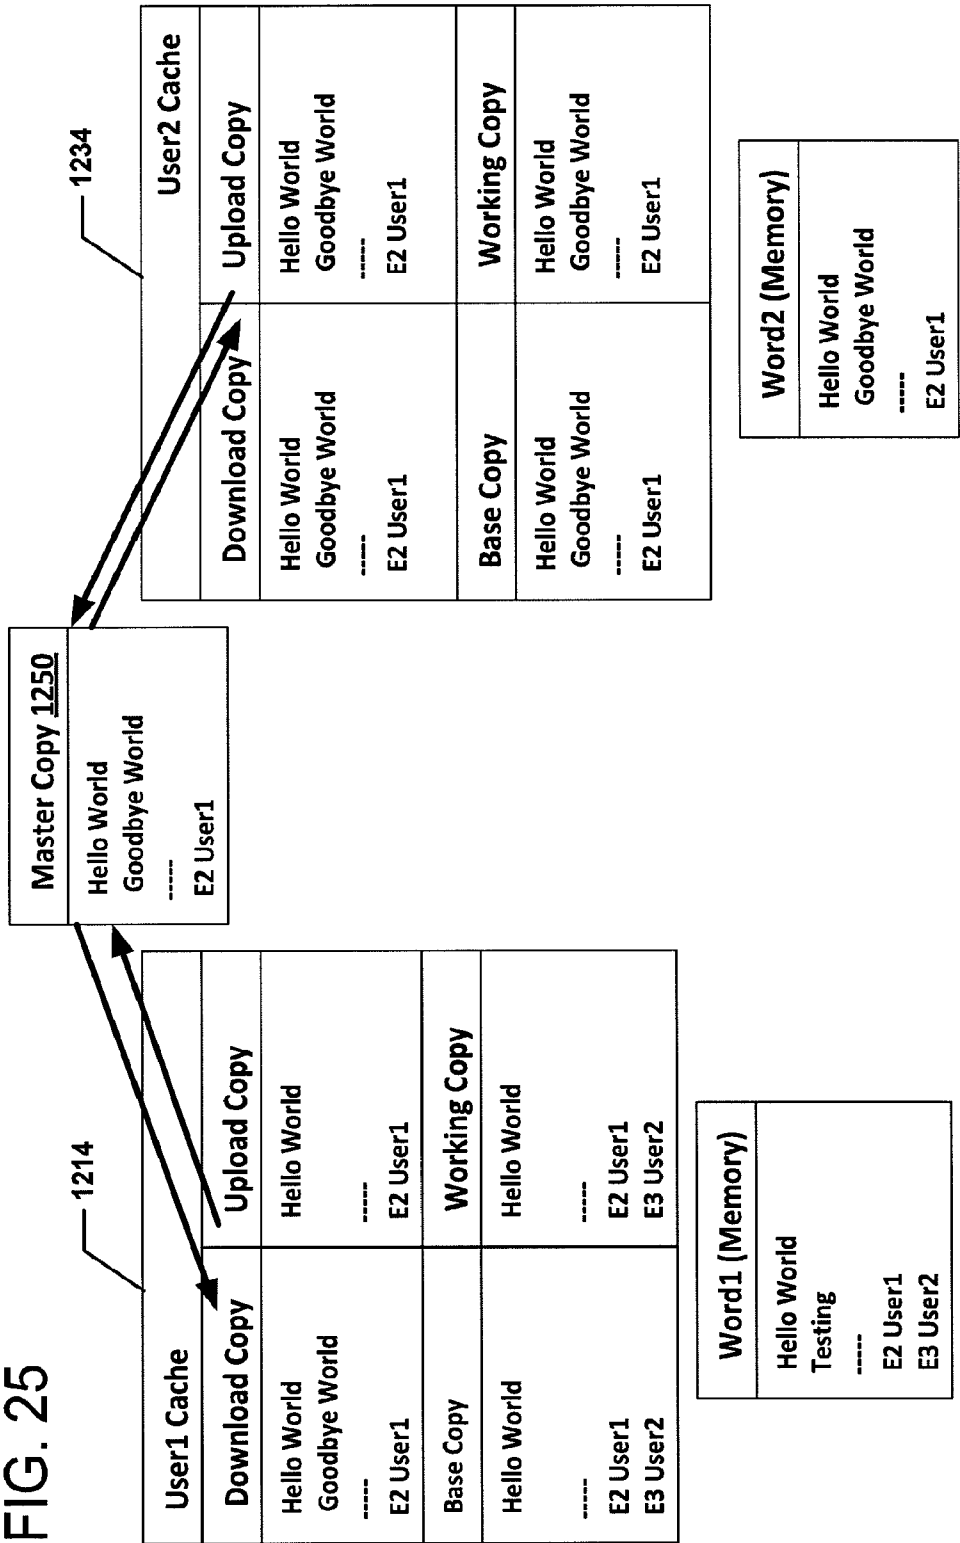 FIG. 25
Master Copy 1250
Hello World
Goodbye World
-----
E2 User1
1214
User1 Cache
Download Copy
Hello World
Goodbye World
-----
E2 User1
Upload Copy
Hello World
-----
E2 User1
Base Copy
Hello World
-----
E2 User1
E3 User2
Working Copy
Hello World
-----
E2 User1
E3 User2
Word1 (Memory)
Hello World
Testing
-----
E2 User1
E3 User2
1234
User2 Cache
Download Copy
Hello World
Goodbye World
-----
E2 User1
Upload Copy
Hello World
Goodbye World
-----
E2 User1
Base Copy
Hello World
Goodbye World
-----
E2 User1
Working Copy
Hello World
Goodbye World
-----
E2 User1
Word2 (Memory)
Hello World
Goodbye World
-----
E2 User1